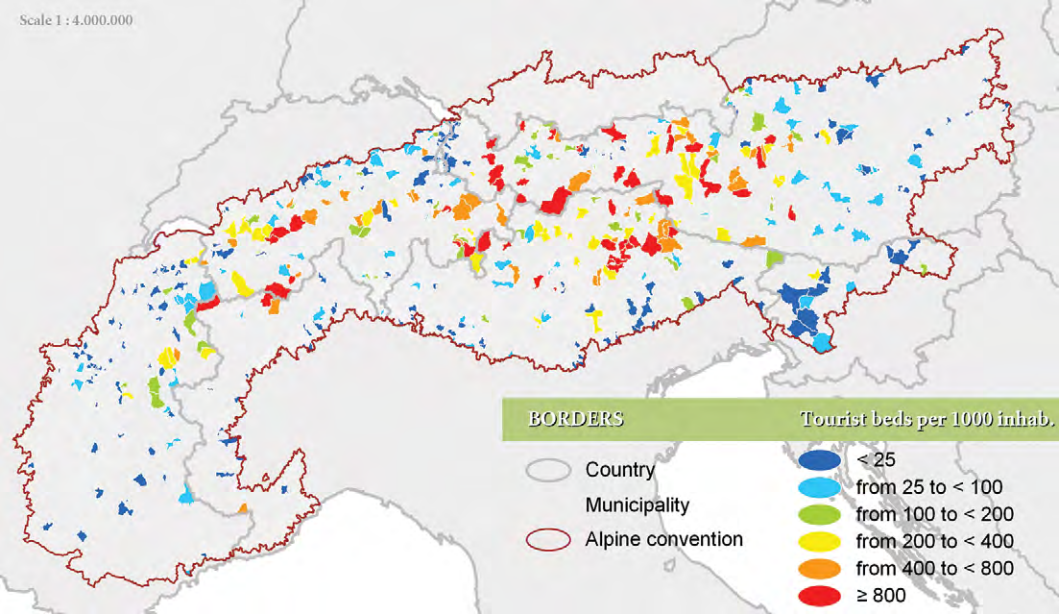 Scale 1 : 4.000.000
BORDERS
Country
Municipality
Alpine convention
Tourist beds per 1000 inhab.
< 25
from 25 to < 100
from 100 to < 200
from 200 to < 400
from 400 to < 800
≥ 800